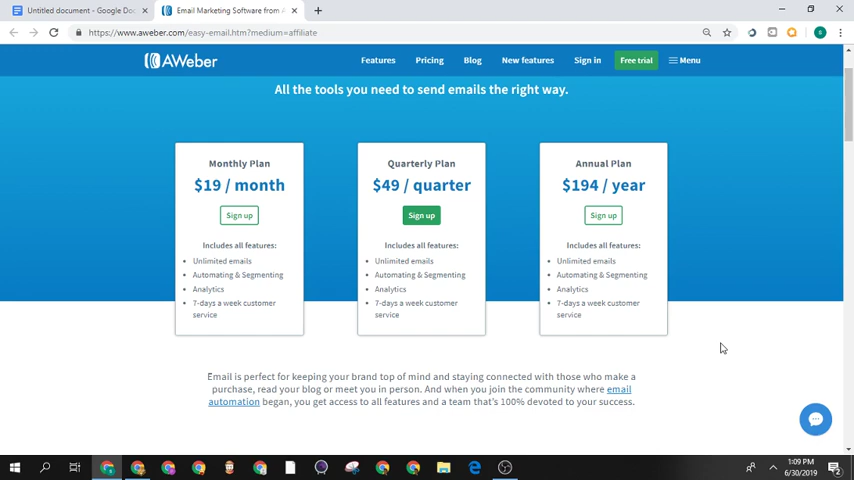 Untitled document - Google Doc
Email Marketing Software from A
https://www.aweber.com/easy-email.htm?medium=affiliate
AWeber
Features
Pricing
Blog
New features
Sign in
Free trial
Menu
All the tools you need to send emails the right way.
Monthly Plan
$19 / month
Sign up
Includes all features:
Unlimited emails
Automating & Segmenting
Analytics
7-days a week customer
service
Quarterly Plan
$49 / quarter
Sign up
Includes all features:
Unlimited emails
Automating & Segmenting
Analytics
7-days a week customer
service
Annual Plan
$194 / year
Sign up
Includes all features:
Unlimited emails
Automating & Segmenting
Analytics
7-days a week customer
service
Email is perfect for keeping your brand top of mind and staying connected with those who make a
purchase, read your blog or meet you in person. And when you join the community where email
automation began, you get access to all features and a team that's 100% devoted to your success.
1:09 PM
6/30/2019
2